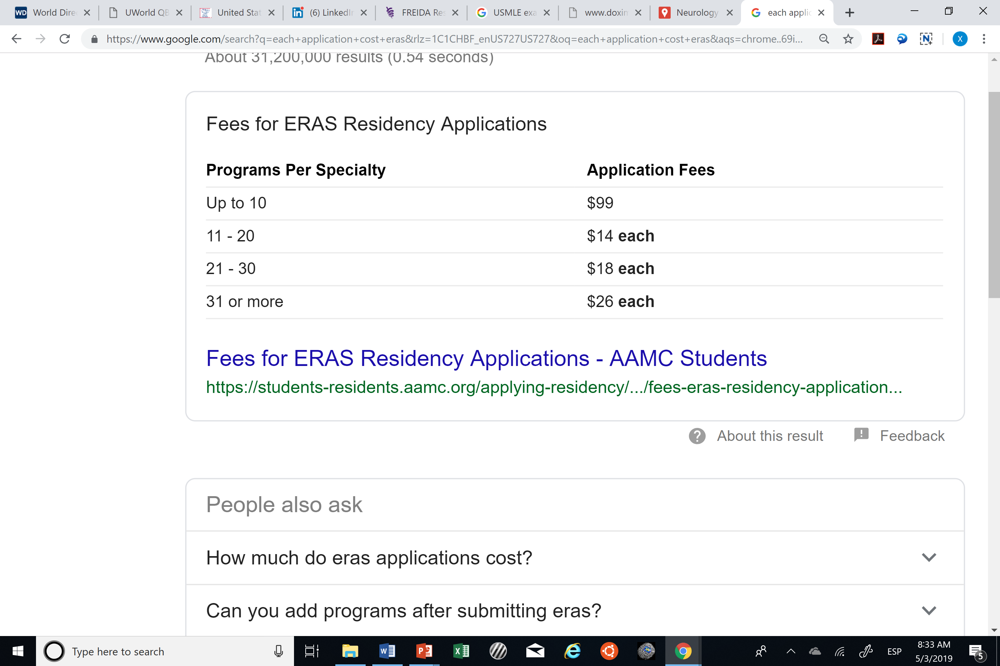 WD World Dire
UWorld QB
United Stat
in (6) LinkedIn
FREIDA Res
USMLE exa
www.doxim
Neurology
each applic
https://www.google.com/search?q=each+application+cost+eras&rlz=1C1CHBF_enUS727US727&oq=each+application+cost+eras&aqs=chrome..69i...
N
X
About 31,200,000 results (0.54 seconds)
Fees for ERAS Residency Applications
Programs Per Specialty Application Fees
Up to 10 $99
11 - 20 $14 each
21 - 30 $18 each
31 or more $26 each
Fees for ERAS Residency Applications - AAMC Students
https://students-residents.aamc.org/applying-residency/.../fees-eras-residency-application...
About this result Feedback
People also ask
How much do eras applications cost?
Can you add programs after submitting eras?
Type here to search
ESP
8:33 AM
5/3/2019
5